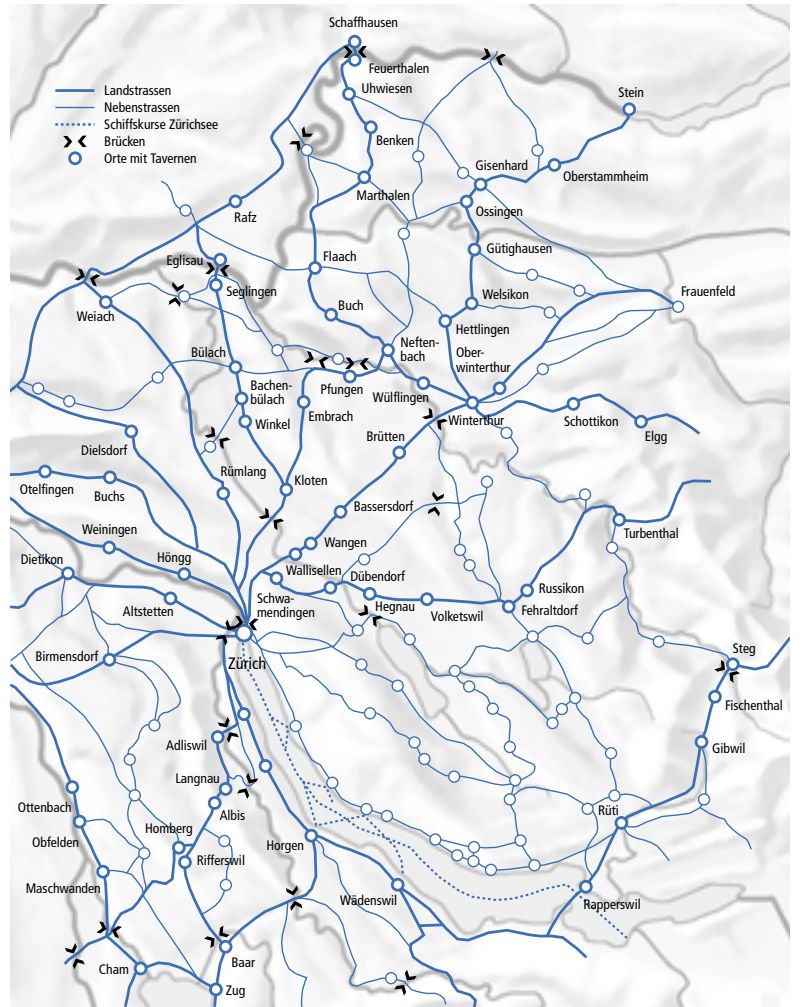 Schaffhausen
Feuerthalen
Uhwiesen
Landstrassen
Nebenstrassen
Schiffskurse Zürichsee
Brücken
Orte mit Tavernen
Stein
Benken
Gisenhard
Oberstammheim
Marthalen
Ossingen
Rafz
Gütighausen
Eglisau
Flaach
Seglingen
Frauenfeld
Weiach
Buch
Welsikon
Hettlingen
Neften-
bach
Ober-
winterthur
Bülach
Pfungen
Wülflingen
Bachen-
bülach
Embrach
Winterthur
Schottikon
Elgg
Winkel
Brütten
Dielsdorf
Rümlang
Kloten
Otelfingen
Buchs
Bassersdorf
Weiningen
Turbenthal
Wangen
Dietikon
Höngg
Wallisellen
Dübendorf
Russikon
Altstetten
Schwa-
mendingen
Hegnau
Volketswil
Fehraltdorf
Birmensdorf
Zürich
Steg
Fischenthal
Adliswil
Gibwil
Langnau
Ottenbach
Albis
Rüti
Obfelden
Homberg
Horgen
Rifferswil
Maschwanden
Wädenswil
Rapperswil
Baar
Cham
Zug